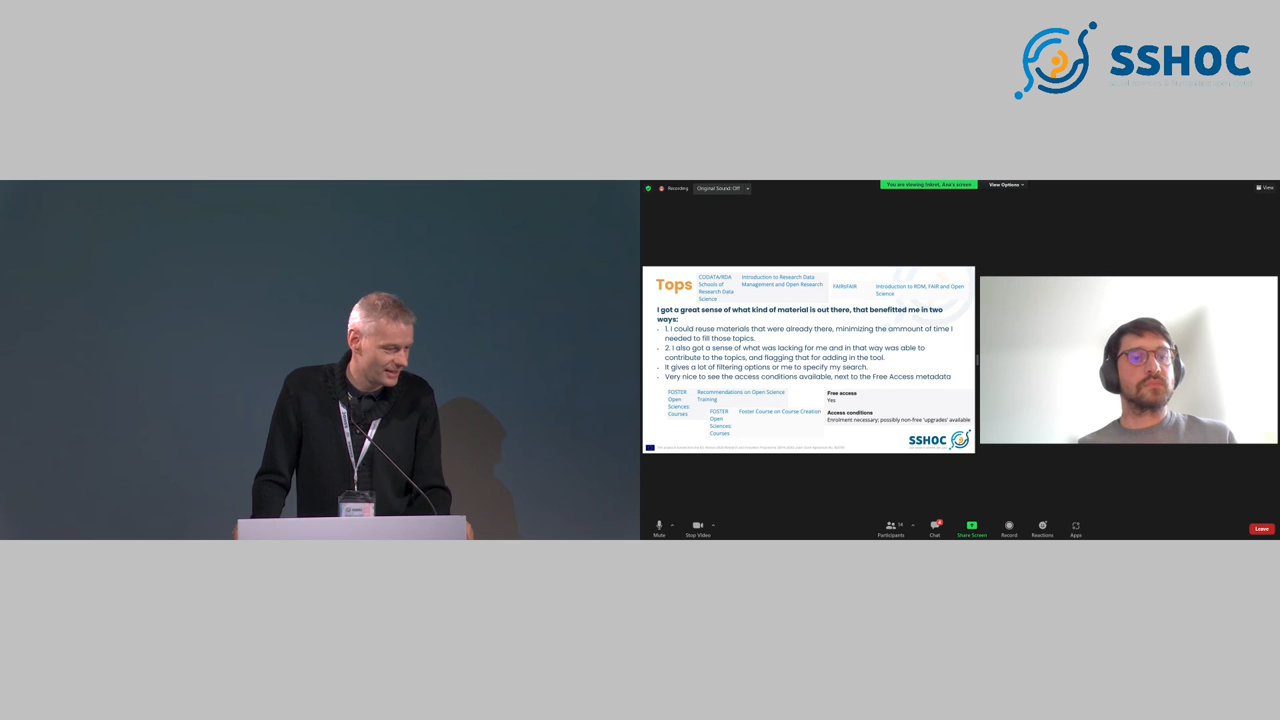 SSHOC
Recording
Original Sound: Off
You are viewing Inkret, Ana's screen
View Options
View
Tops
CODATA/RDA
Schools of
Research Data
Science
Introduction to Research Data
Management and Open Research
FAIRsFAIR
Introduction to RDM, FAIR and Open
Science
I got a great sense of what kind of material is out there, that benefitted me in two
ways:
1. I could reuse materials that were already there, minimizing the ammount of time I
needed to fill those topics.
2. I also got a sense of what was lacking for me and in that way was able to
contribute to the topics, and flagging that for adding in the tool.
It gives a lot of filtering options or me to specify my search.
Very nice to see the access conditions available, next to the Free Access metadata
FOSTER
Open
Sciences:
Courses
Recommendations on Open Science
Training
FOSTER
Open
Sciences:
Courses
Foster Course on Course Creation
Free access
Yes
Access conditions
Enrolment necessary; possibly non-free 'upgrades' available
SSHOC
Mute
Stop Video
Participants
14
Chat
Share Screen
Record
Reactions
Apps
Leave